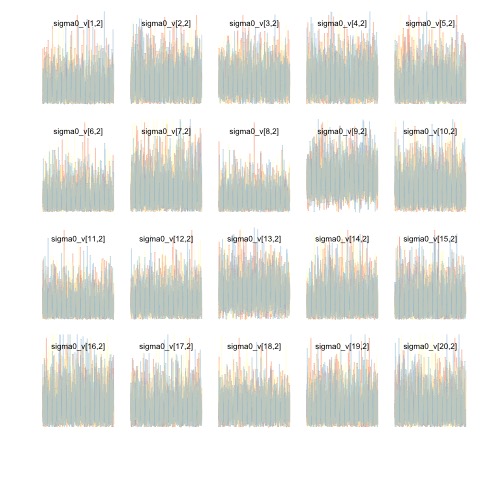 sigma0_v[1,2] sigma0_v[2,2] sigma0_v[3,2] sigma0_v[4,2] sigma0_v[5,2]
sigma0_v[6,2] sigma0_v[7,2] sigma0_v[8,2] sigma0_v[9,2] sigma0_v[10,2]
sigma0_v[11,2] sigma0_v[12,2] sigma0_v[13,2] sigma0_v[14,2] sigma0_v[15,2]
sigma0_v[16,2] sigma0_v[17,2] sigma0_v[18,2] sigma0_v[19,2] sigma0_v[20,2]